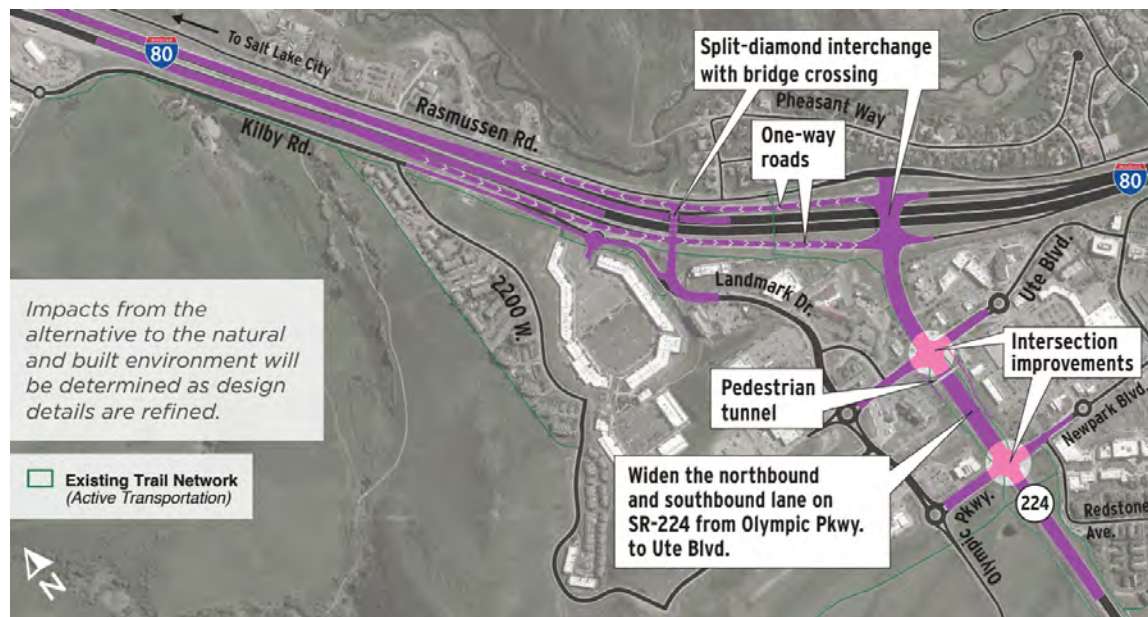 To Salt Lake City
INTERSTATE
80
Split-diamond interchange
with bridge crossing
Rasmussen Rd.
Pheasant Way
Kilby Rd.
One-way
roads
INTERSTATE
80
Ute Blvd.
Landmark Dr.
2200 W.
Impacts from the
alternative to the natural
and built environment will
be determined as design
details are refined.
Intersection
improvements
Pedestrian
tunnel
Newpark Blvd.
Widen the northbound
and southbound lane on
SR-224 from Olympic Pkwy.
to Ute Blvd.
Existing Trail Network
(Active Transportation)
Olympic Pkwy.
224
Redstone
Ave.
N